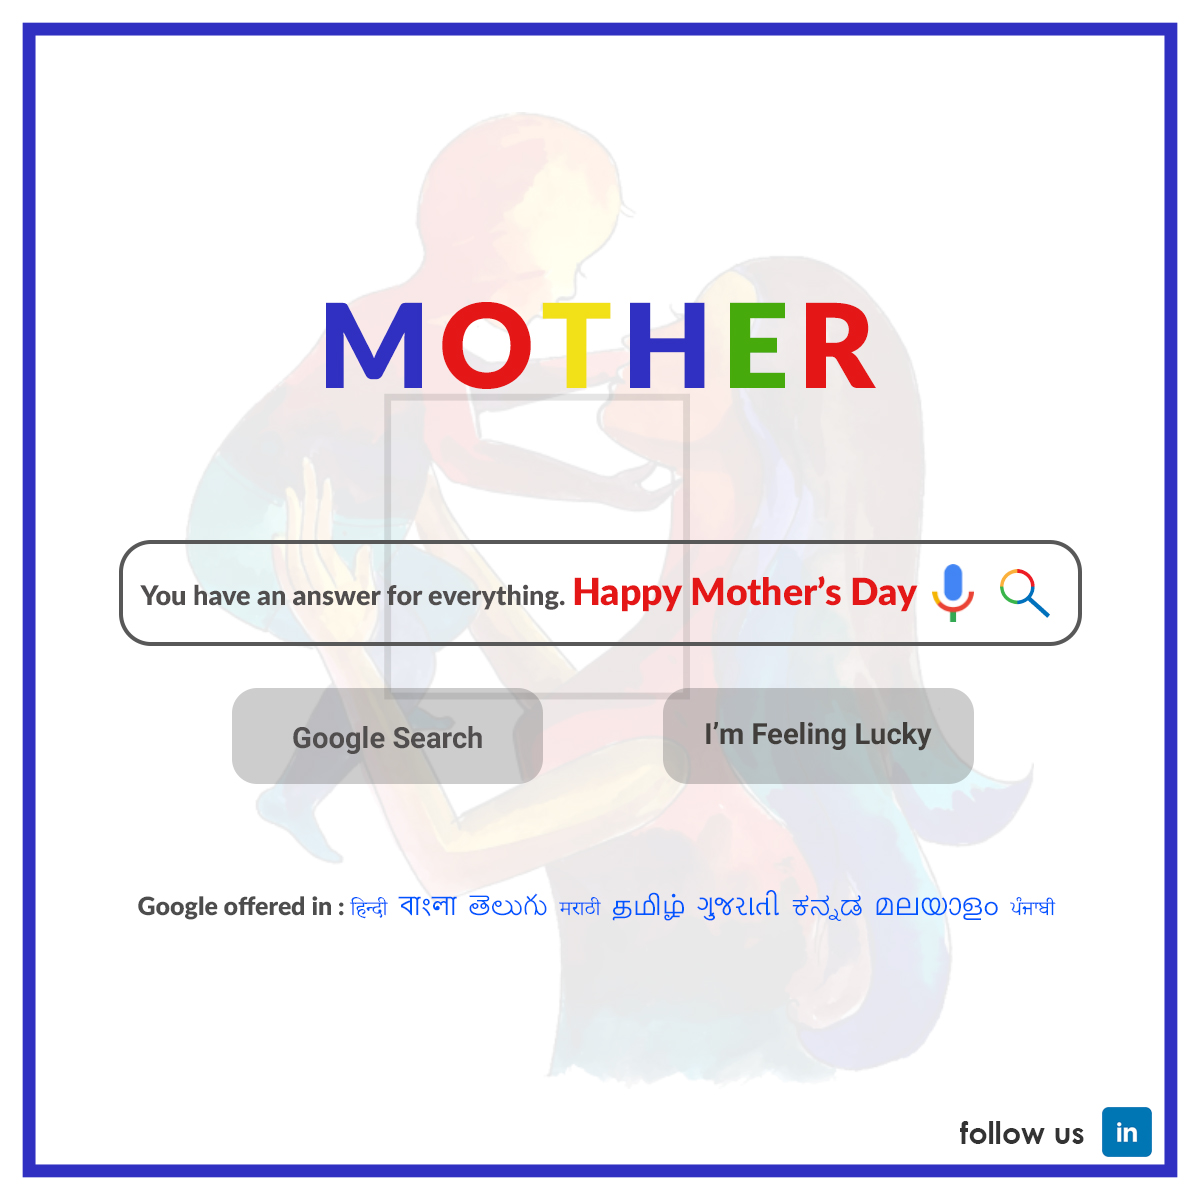 MOTHER
You have an answer for everything. Happy Mother’s Day
Google Search
I’m Feeling Lucky
Google offered in : हिन्दी বাংলা తెలుగు मराठी தமிழ் ગુજરાતી ಕನ್ನಡ മലയാളം ਪੰਜਾਬੀ
follow us in